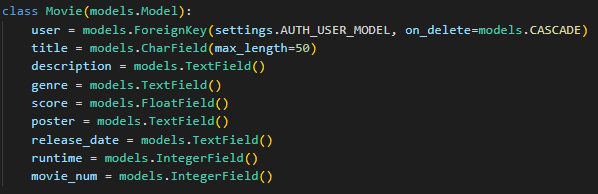 class Movie(models.Model):
    user = models.ForeignKey(settings.AUTH_USER_MODEL, on_delete=models.CASCADE)
    title = models.CharField(max_length=50)
    description = models.TextField()
    genre = models.TextField()
    score = models.FloatField()
    poster = models.TextField()
    release_date = models.TextField()
    runtime = models.IntegerField()
    movie_num = models.IntegerField()